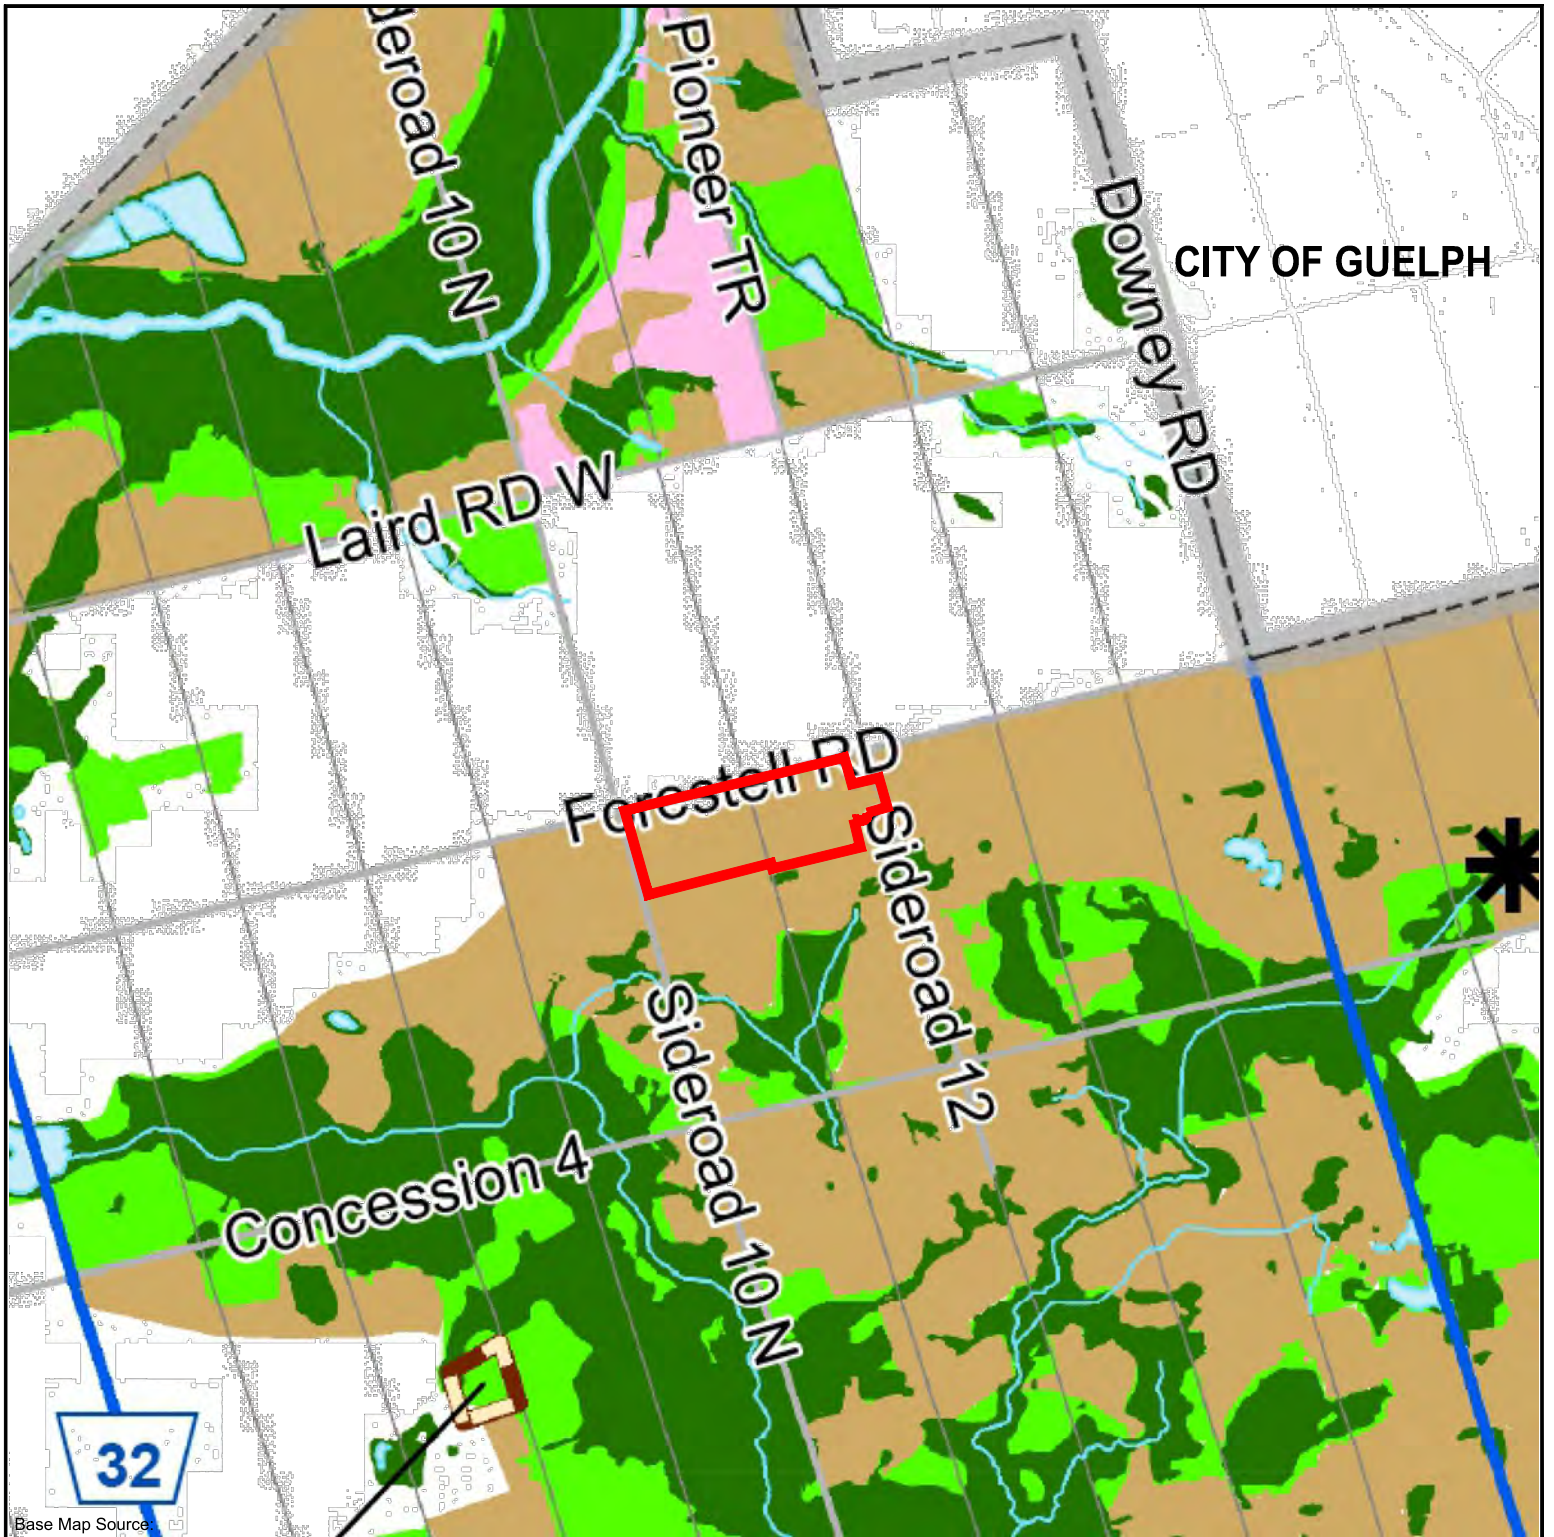 deroad 10 N
Pioneer TR
Downey RD
CITY OF GUELPH
Laird RD W
Forestell RD
Sideroad 12
Sideroad 10 N
Concession 4
32
Base Map Source: